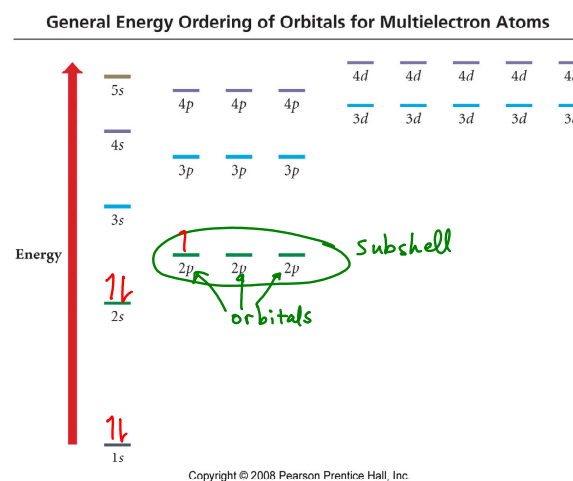 General Energy Ordering of Orbitals for Multielectron Atoms
4d 4d 4d 4d 4d
5s
4p 4p 4p
3d 3d 3d 3d 3d
4s
3p 3p 3p
3s
Subshell
Energy
2p 2p 2p
2s
orbitals
1s
Copyright © 2008 Pearson Prentice Hall, Inc.